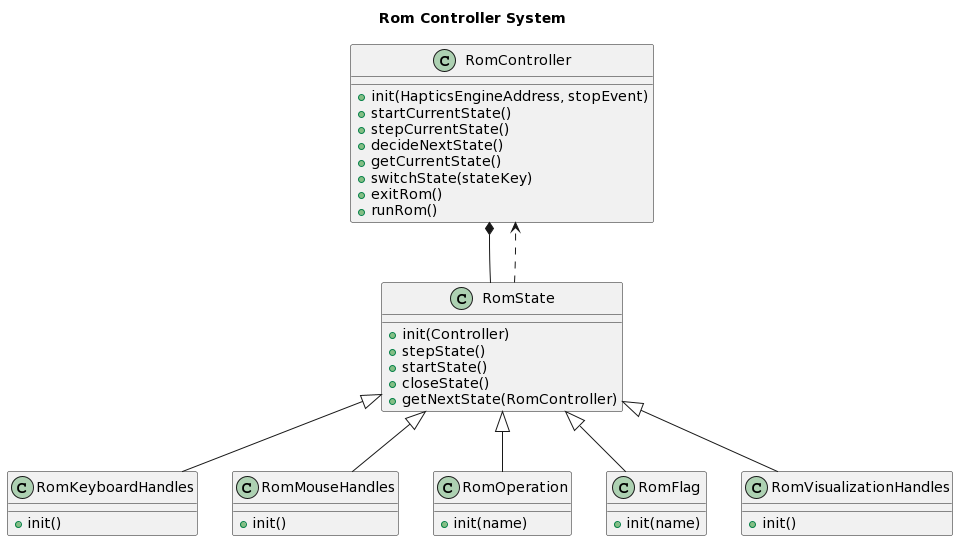 Rom Controller System
C RomController
init(HapticsEngineAddress, stopEvent)
startCurrentState()
stepCurrentState()
decideNextState()
getCurrentState()
switchState(stateKey)
exitRom()
runRom()
C RomState
init(Controller)
stepState()
startState()
closeState()
getNextState(RomController)
C RomKeyboardHandles
init()
C RomMouseHandles
init()
C RomOperation
init(name)
C RomFlag
init(name)
C RomVisualizationHandles
init()